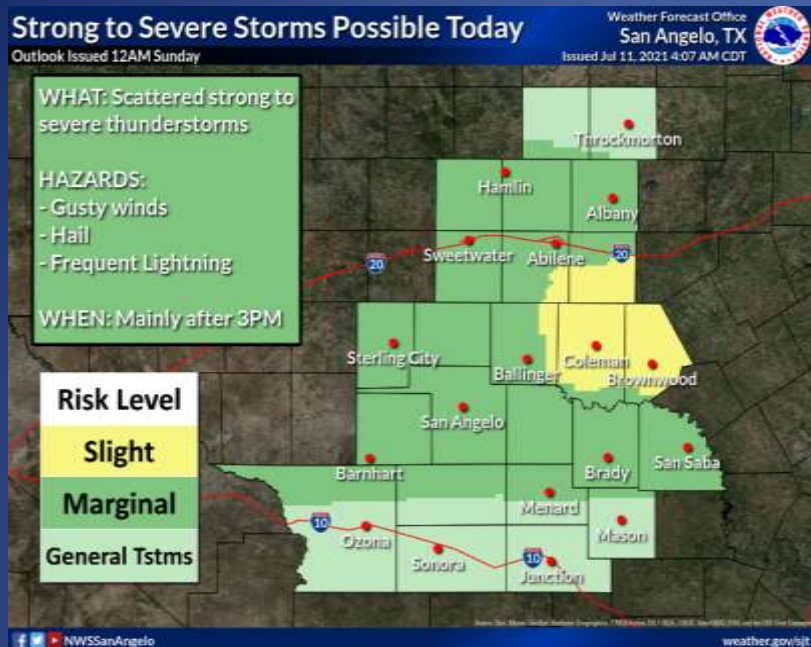 Strong to Severe Storms Possible Today
Outlook Issued 12AM Sunday
Weather Forecast Office
San Angelo, TX
Issued Jul 11, 2021 4:07 AM CDT
WHAT: Scattered strong to
severe thunderstorms
HAZARDS:
- Gusty winds
- Hail
- Frequent Lightning
WHEN: Mainly after 3PM
Throckmorton
Hamlin
Albany
Sweetwater
Abilene
20
20
Sterling City
Ballinger
Coleman
Brownwood
San Angelo
Barnhart
Brady
San Saba
Menard
Mason
10
Ozona
Sonora
10
Junction
Risk Level
Slight
Marginal
General Tstms
NWSSanAngelo
weather.gov/sjt